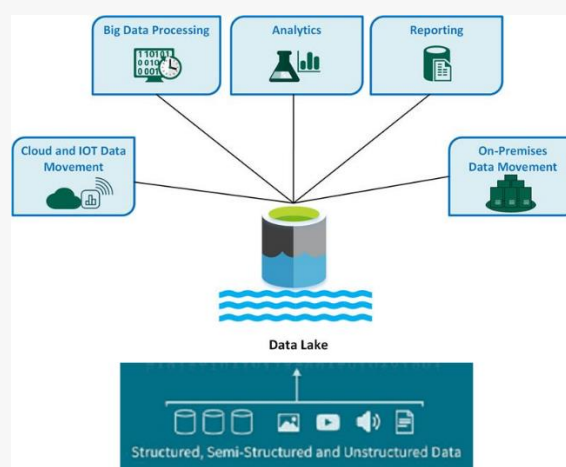 Big Data Processing
Analytics
Reporting
Cloud and IOT Data
Movement
On-Premises
Data Movement
Data Lake
Structured, Semi-Structured and Unstructured Data